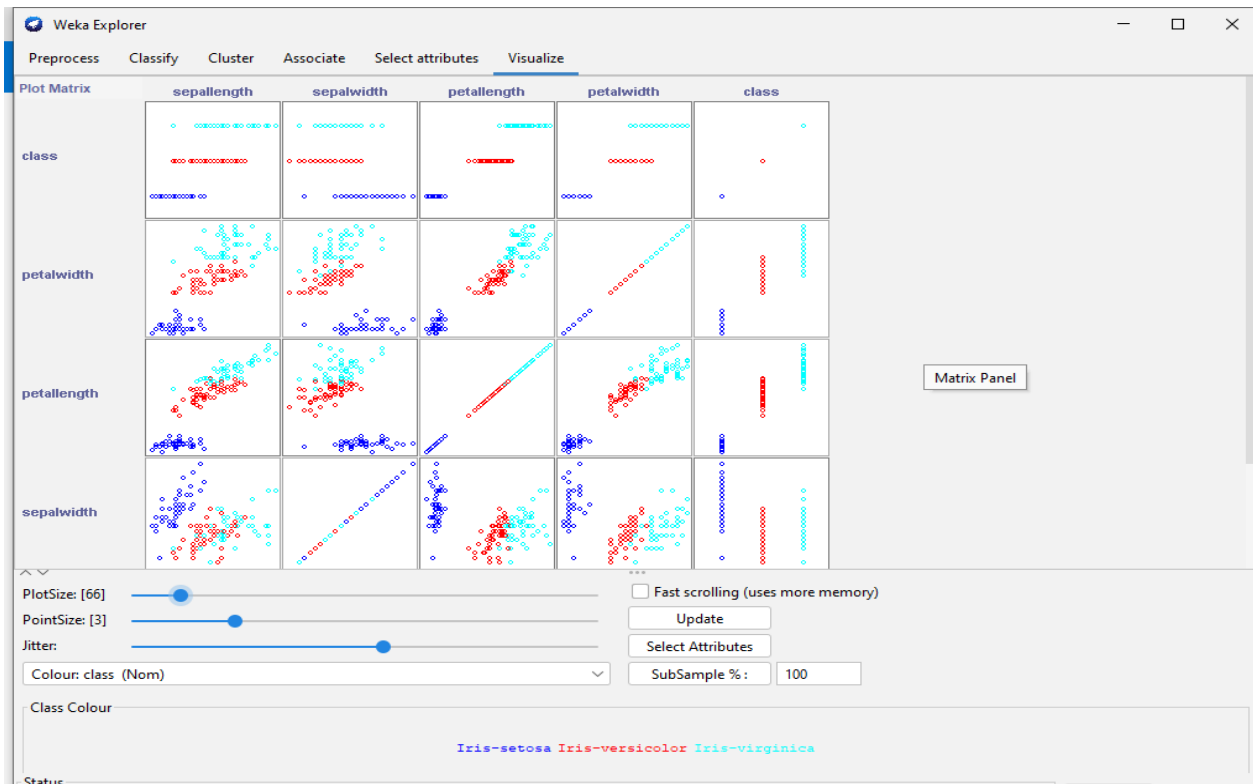 Weka Explorer
Preprocess Classify Cluster Associate Select attributes Visualize
Plot Matrix sepallength sepalwidth petallength petalwidth class
class
petalwidth
petallength
Matrix Panel
sepalwidth
PlotSize: [66]
Fast scrolling (uses more memory)
PointSize: [3]
Update
Jitter:
Select Attributes
Colour: class (Nom)
SubSample % : 100
Class Colour
Iris-setosa Iris-versicolor Iris-virginica
Status